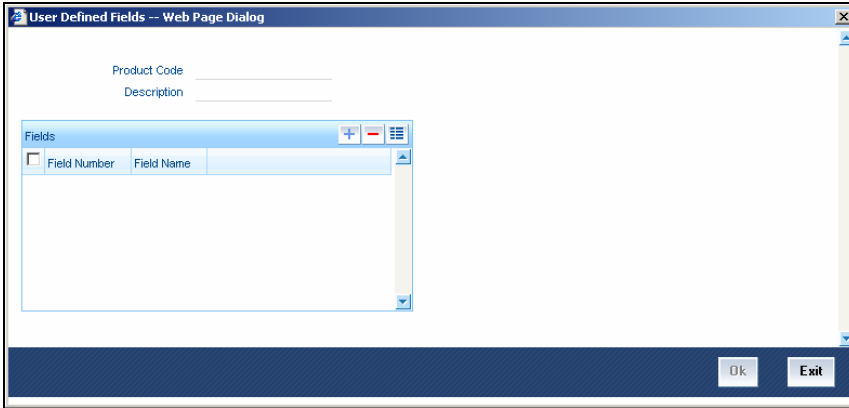 User Defined Fields -- Web Page Dialog
Product Code
Description
Fields
Field Number Field Name
Ok Exit